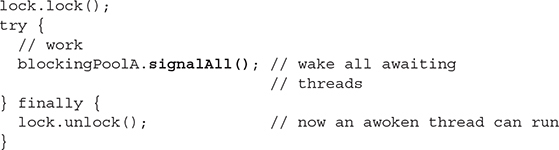 lock.lock();
try {
  // work
  blockingPoolA.signalAll(); // wake all awaiting
                             // threads
} finally {
  lock.unlock();             // now an awoken thread can run
}